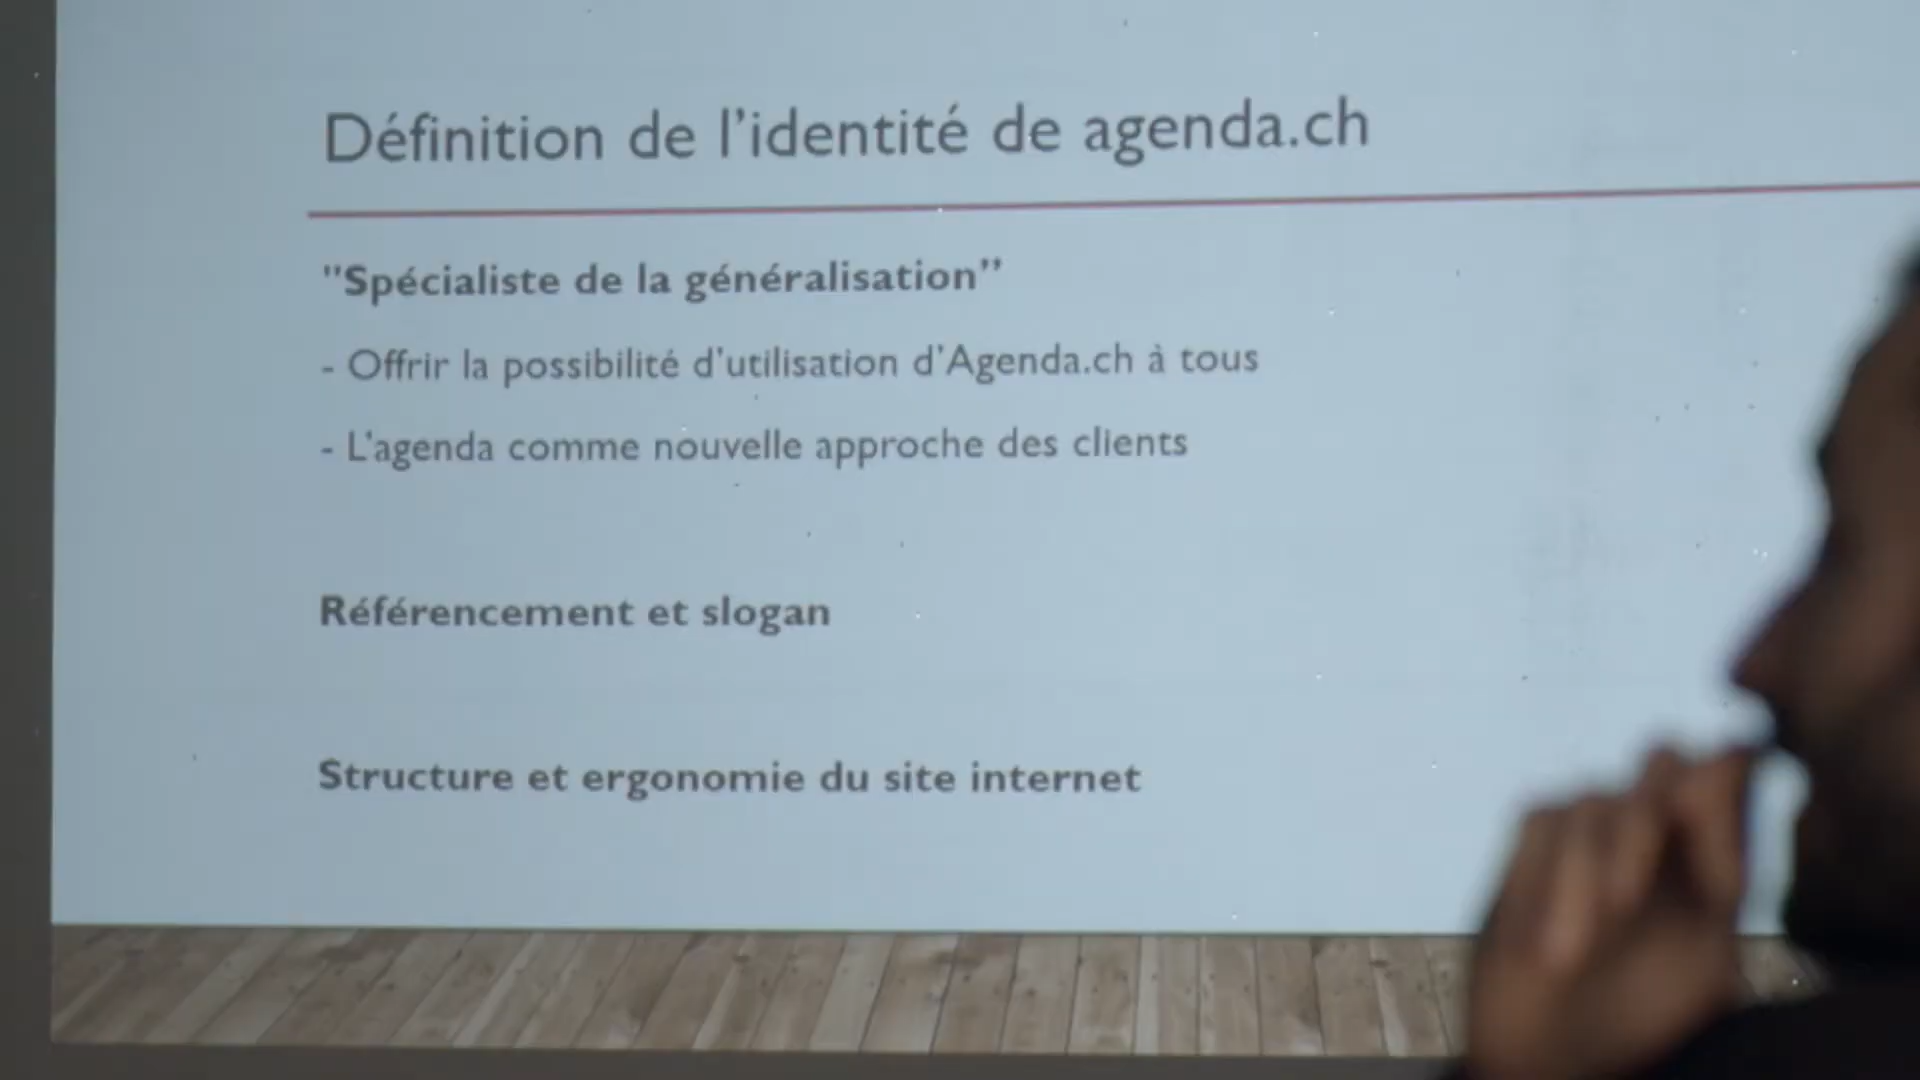 Définition de l’identité de agenda.ch
"Spécialiste de la généralisation”
- Offrir la possibilité d'utilisation d’Agenda.ch à tous
- L'agenda comme nouvelle approche des clients
Référencement et slogan
Structure et ergonomie du site internet